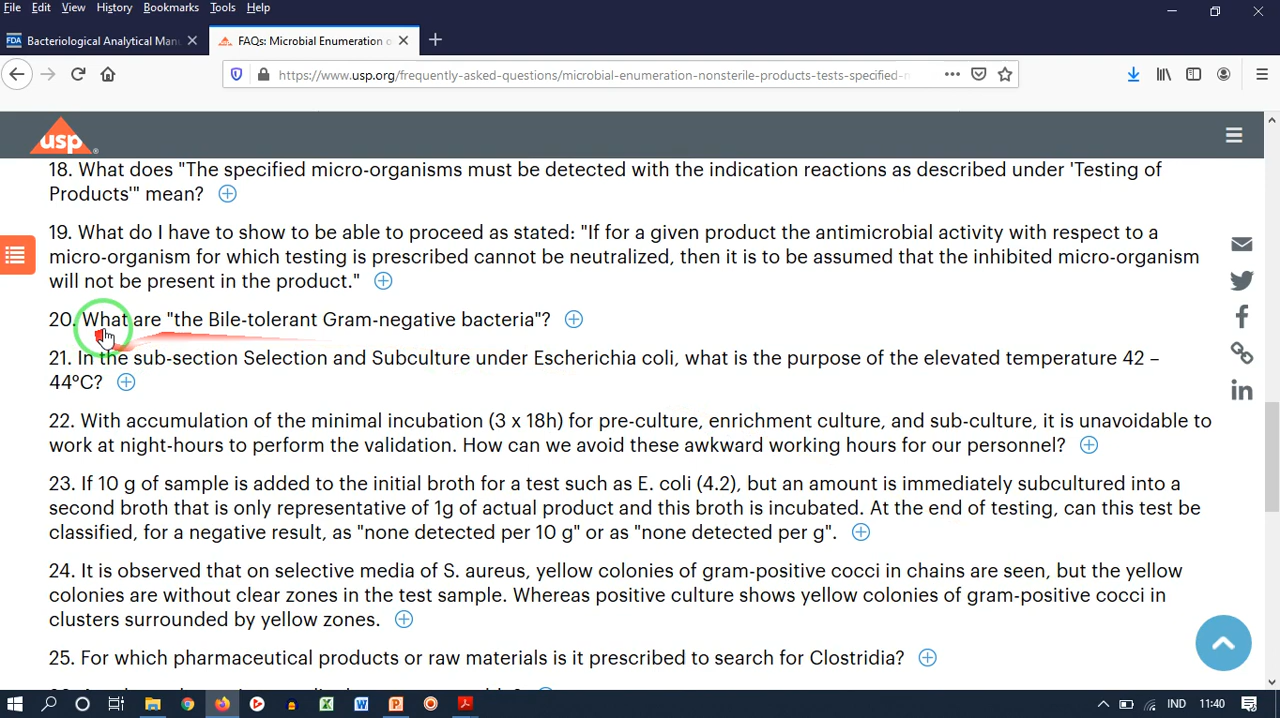 File Edit View History Bookmarks Tools Help
FDA Bacteriological Analytical Manu
FAQs: Microbial Enumeration o
https://www.usp.org/frequently-asked-questions/microbial-enumeration-nonsterile-products-tests-specified-
usp
18. What does "The specified micro-organisms must be detected with the indication reactions as described under 'Testing of
Products'" mean?
19. What do I have to show to be able to proceed as stated: "If for a given product the antimicrobial activity with respect to a
micro-organism for which testing is prescribed cannot be neutralized, then it is to be assumed that the inhibited micro-organism
will not be present in the product."
20. What are "the Bile-tolerant Gram-negative bacteria"?
21. In the sub-section Selection and Subculture under Escherichia coli, what is the purpose of the elevated temperature 42 –
44°C?
22. With accumulation of the minimal incubation (3 x 18h) for pre-culture, enrichment culture, and sub-culture, it is unavoidable to
work at night-hours to perform the validation. How can we avoid these awkward working hours for our personnel?
23. If 10 g of sample is added to the initial broth for a test such as E. coli (4.2), but an amount is immediately subcultured into a
second broth that is only representative of 1g of actual product and this broth is incubated. At the end of testing, can this test be
classified, for a negative result, as "none detected per 10 g" or as "none detected per g".
24. It is observed that on selective media of S. aureus, yellow colonies of gram-positive cocci in chains are seen, but the yellow
colonies are without clear zones in the test sample. Whereas positive culture shows yellow colonies of gram-positive cocci in
clusters surrounded by yellow zones.
25. For which pharmaceutical products or raw materials is it prescribed to search for Clostridia?
IND 11:40